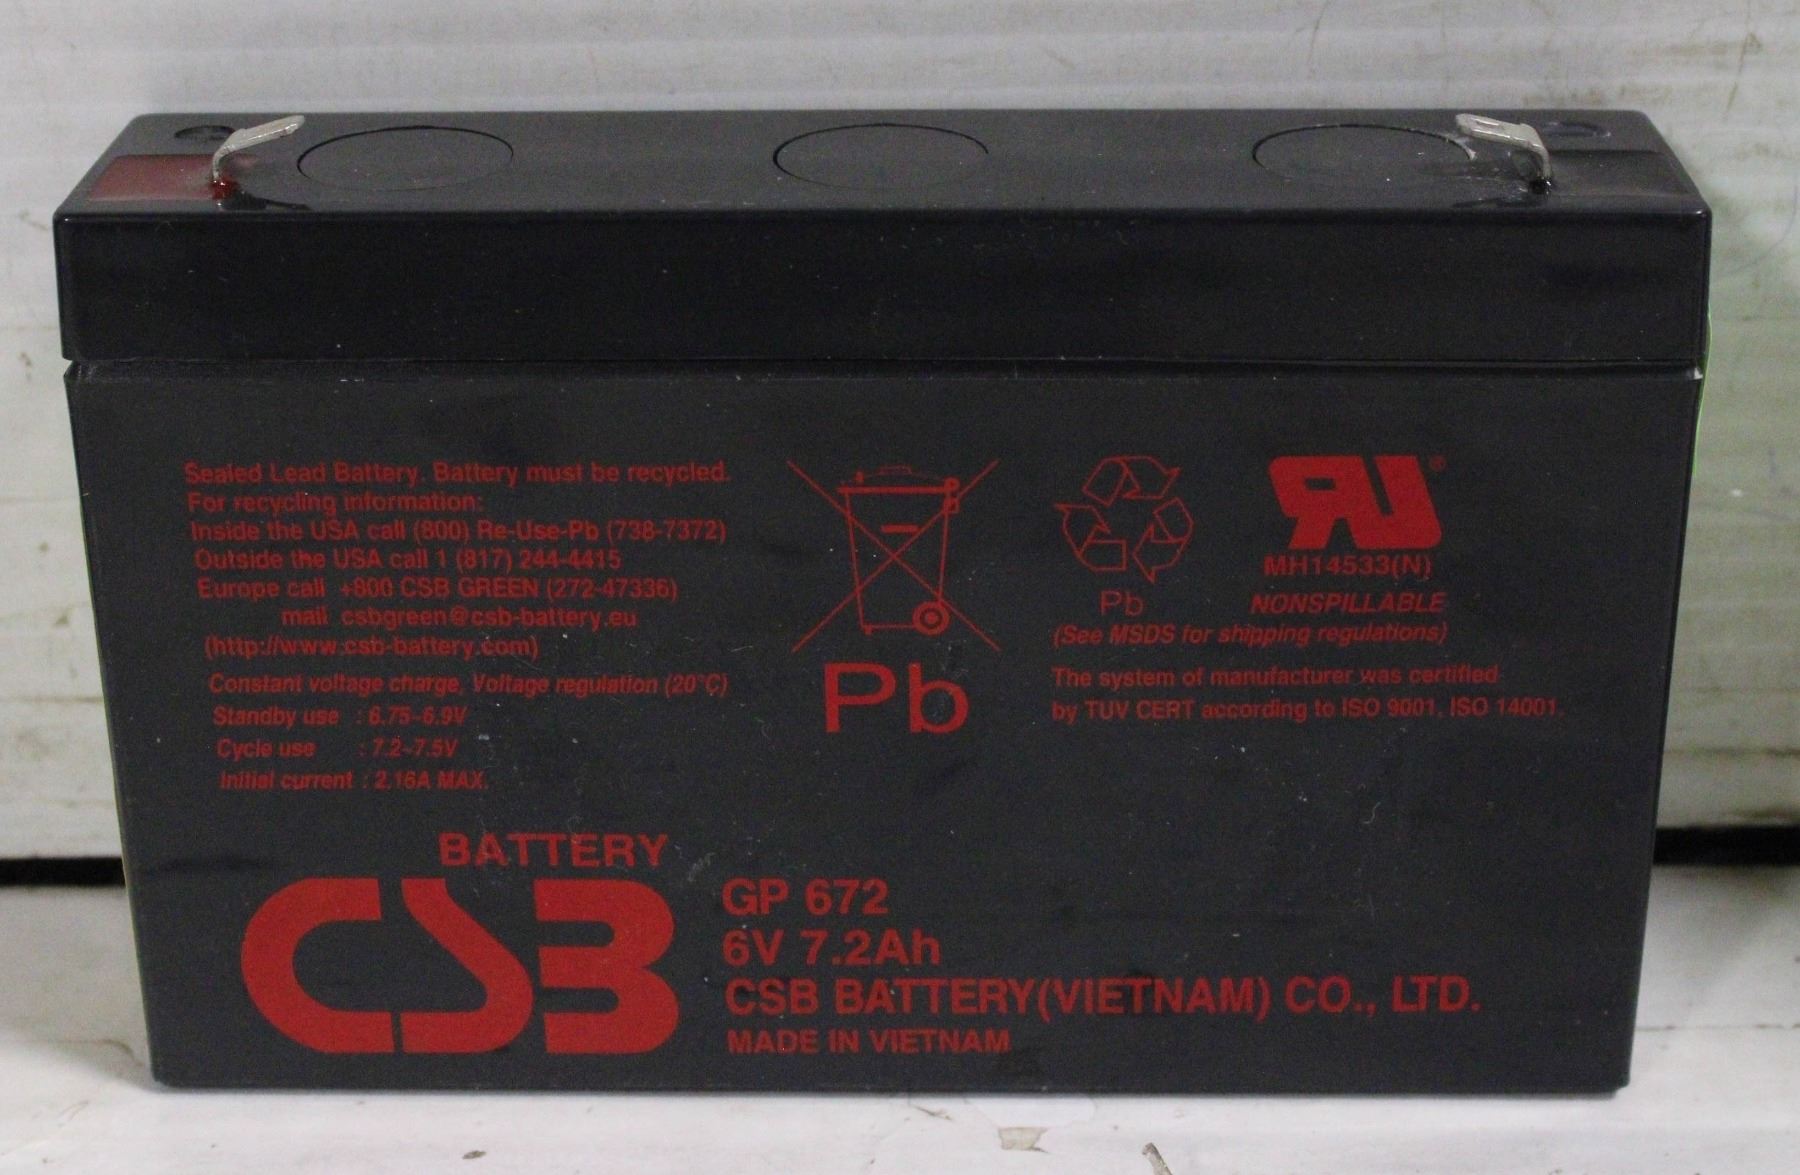 Sealed Lead Battery. Battery must be recycled.
For recycling information:
Inside the USA call (800) Re-Use-Pb (738-7372)
Outside the USA call 1 (817) 244-4415
Europe call +800 CSB GREEN (272-47336)
mail csbgreen@csb-battery.eu
(http://www.csb-battery.com)
Constant voltage charge, Voltage regulation (20°C)
Standby use : 6.75~6.9V
Cycle use : 7.2~7.5V
Initial current : 2.16A MAX.
Pb
Pb
RU®
MH14533(N)
NONSPILLABLE
(See MSDS for shipping regulations)
The system of manufacturer was certified
by TUV CERT according to ISO 9001, ISO 14001.
BATTERY
CSB
GP 672
6V 7.2Ah
CSB BATTERY(VIETNAM) CO., LTD.
MADE IN VIETNAM